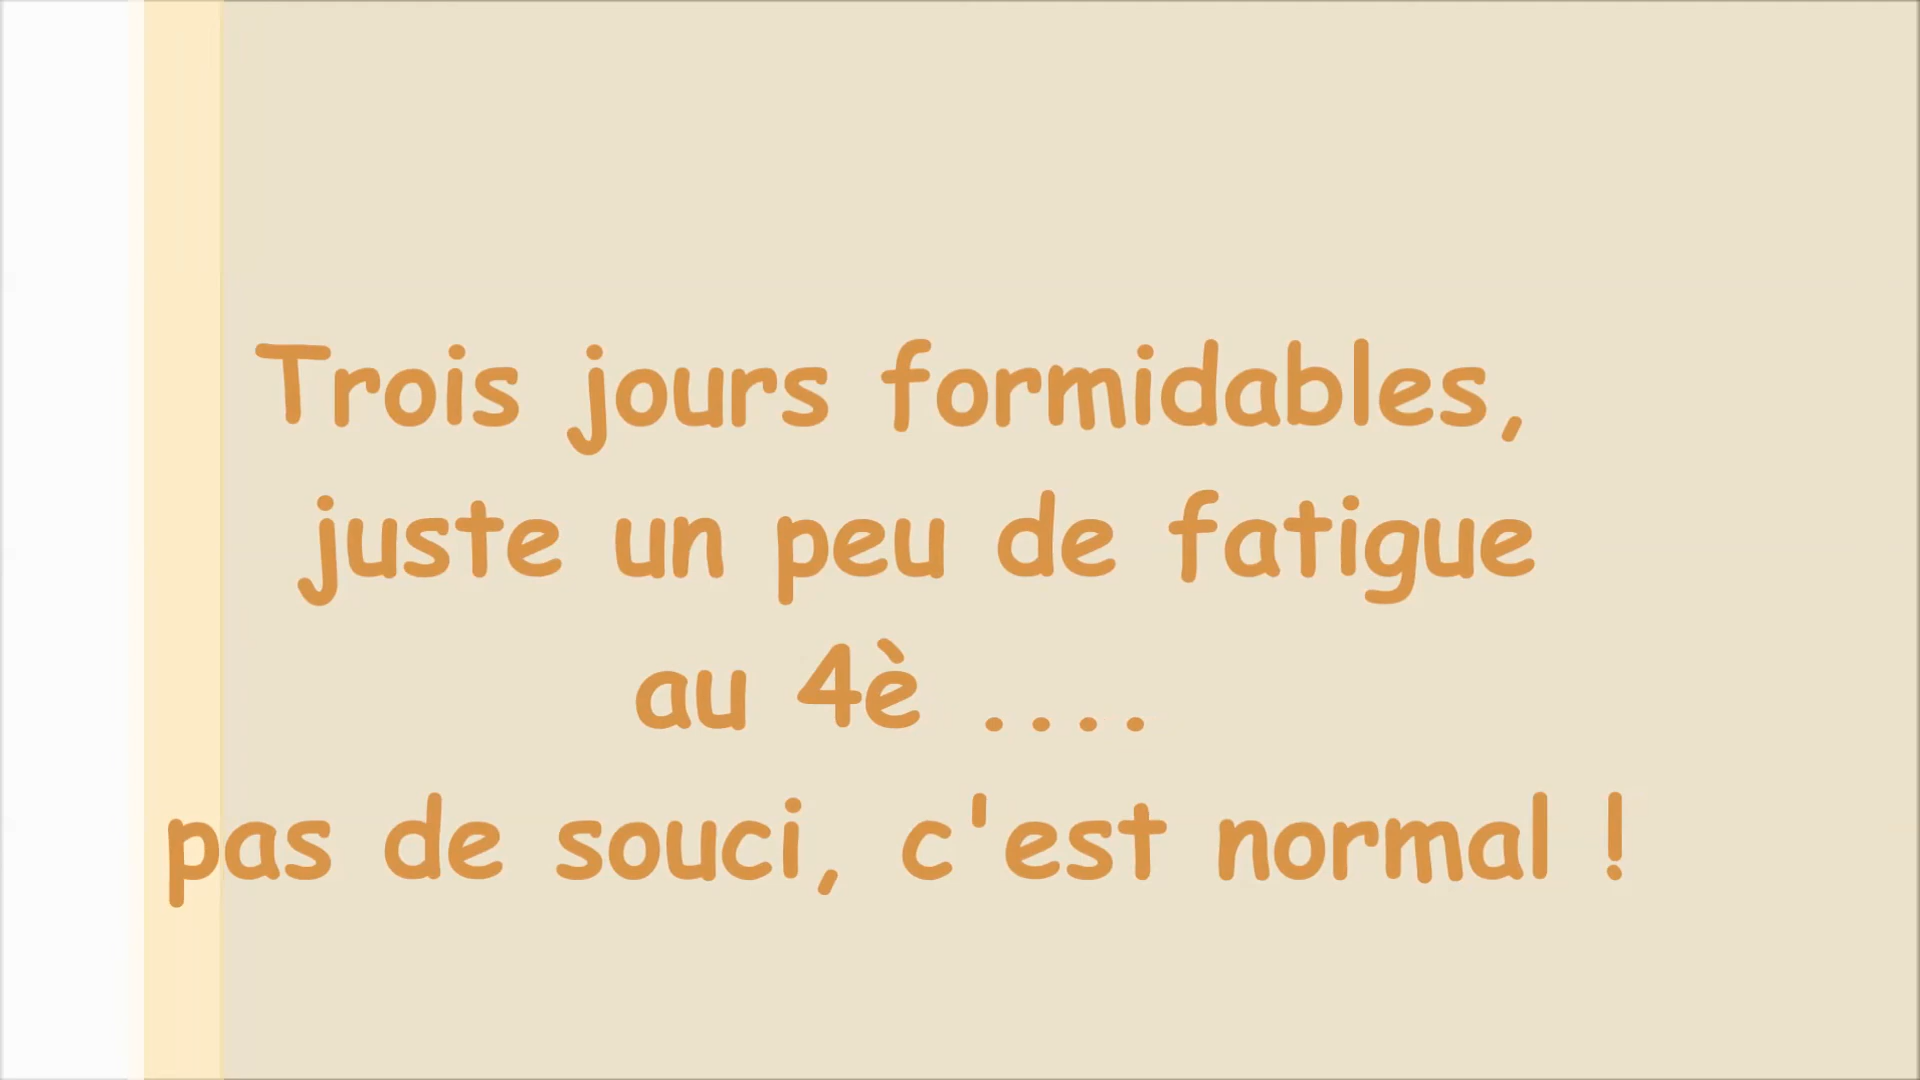 Trois jours formidables,
juste un peu de fatigue
au 4è ....
pas de souci, c'est normal !